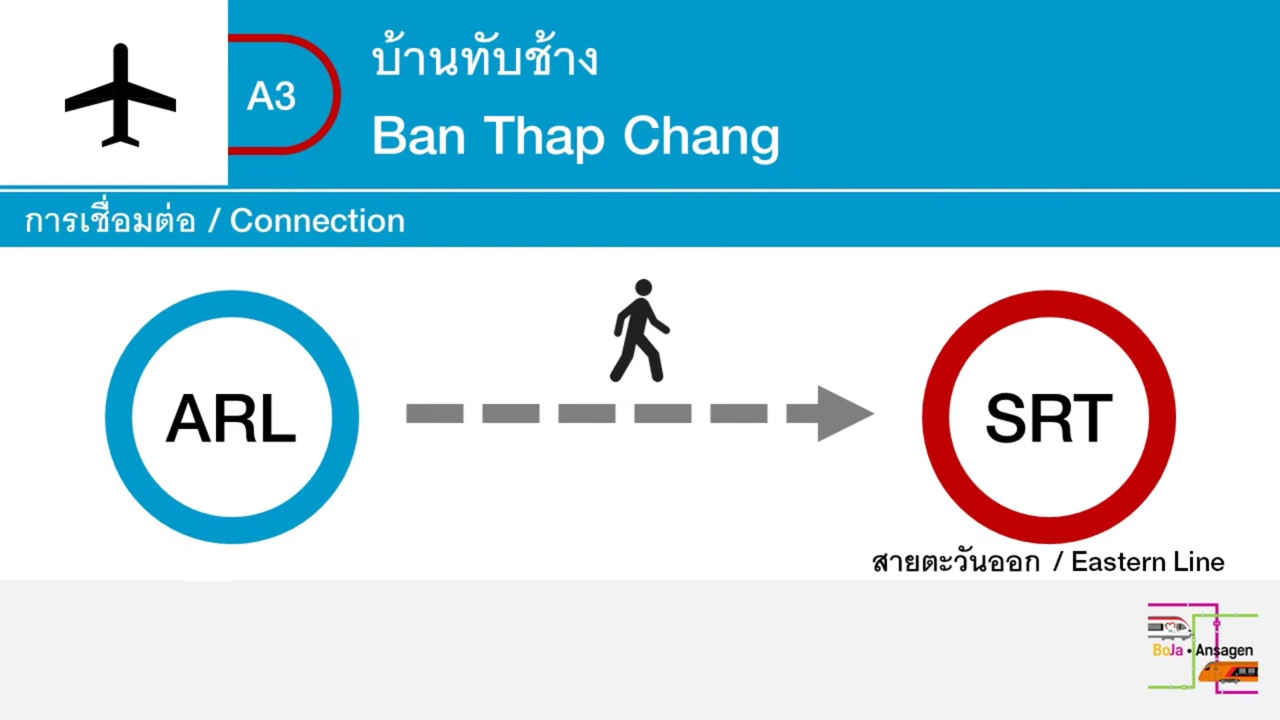 A3
บ้านทับช้าง
Ban Thap Chang
การเชื่อมต่อ / Connection
ARL
SRT
สายตะวันออก / Eastern Line
BoJa • Ansagen